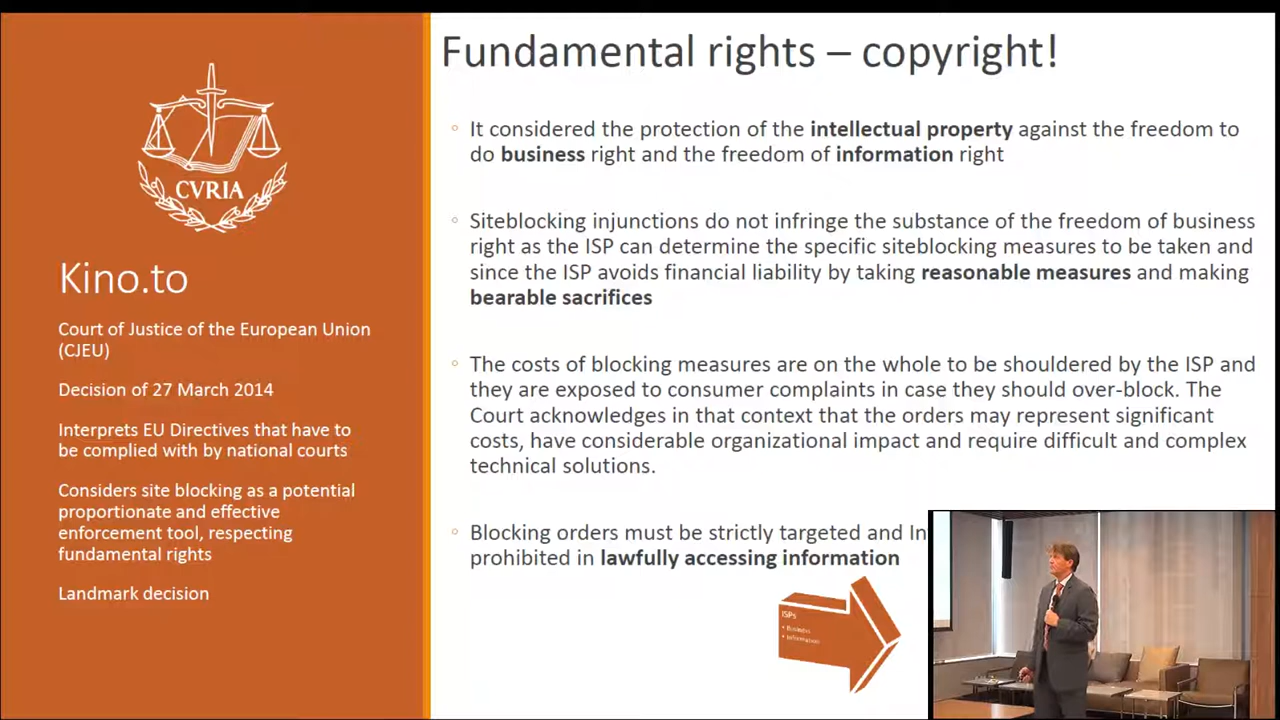 CVRIA
Kino.to
Court of Justice of the European Union
(CJEU)
Decision of 27 March 2014
Interprets EU Directives that have to
be complied with by national courts
Considers site blocking as a potential
proportionate and effective
enforcement tool, respecting
fundamental rights
Landmark decision
Fundamental rights – copyright!
It considered the protection of the intellectual property against the freedom to
do business right and the freedom of information right
Siteblocking injunctions do not infringe the substance of the freedom of business
right as the ISP can determine the specific siteblocking measures to be taken and
since the ISP avoids financial liability by taking reasonable measures and making
bearable sacrifices
The costs of blocking measures are on the whole to be shouldered by the ISP and
they are exposed to consumer complaints in case they should over-block. The
Court acknowledges in that context that the orders may represent significant
costs, have considerable organizational impact and require difficult and complex
technical solutions.
Blocking orders must be strictly targeted and
prohibited in lawfully accessing information
ISPs
• Business
• Information